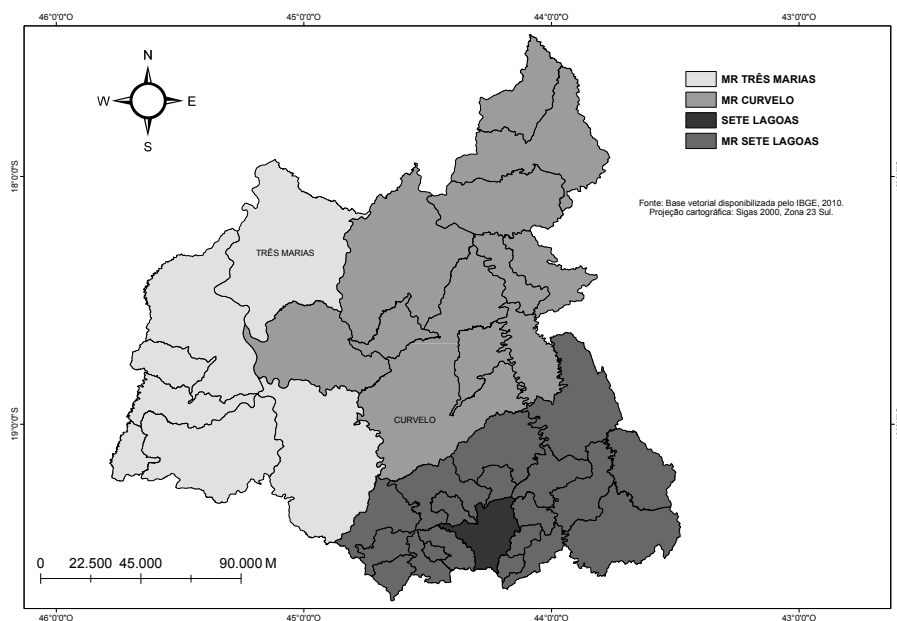 46°0'0"O 45°0'0"O 44°0'0"O 43°0'0"O
N
W E
S
MR TRÊS MARIAS
MR CURVELO
SETE LAGOAS
MR SETE LAGOAS
18°0'0"S
Fonte: Base vetorial disponibilizada pelo IBGE, 2010.
Projeção cartográfica: Sigas 2000, Zona 23 Sul.
TRÊS MARIAS
CURVELO
19°0'0"S
0 22.500 45.000 90.000 M
46°0'0"O 45°0'0"O 44°0'0"O 43°0'0"O